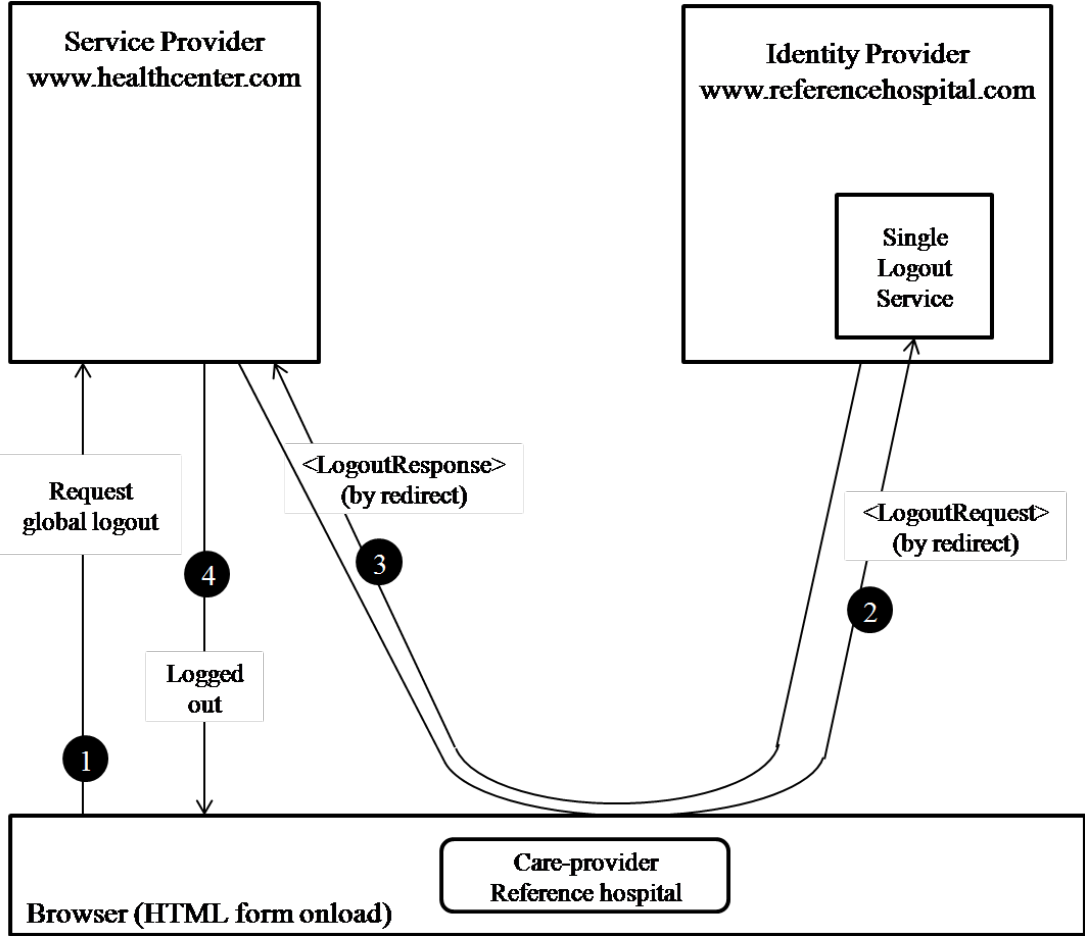 Service Provider
www.healthcenter.com
Identity Provider
www.referencehospital.com
Single
Logout
Service
<LogoutResponse>
(by redirect)
Request
global logout
<LogoutRequest>
(by redirect)
3
4
2
Logged
out
1
Care-provider
Reference hospital
Browser (HTML form onload)